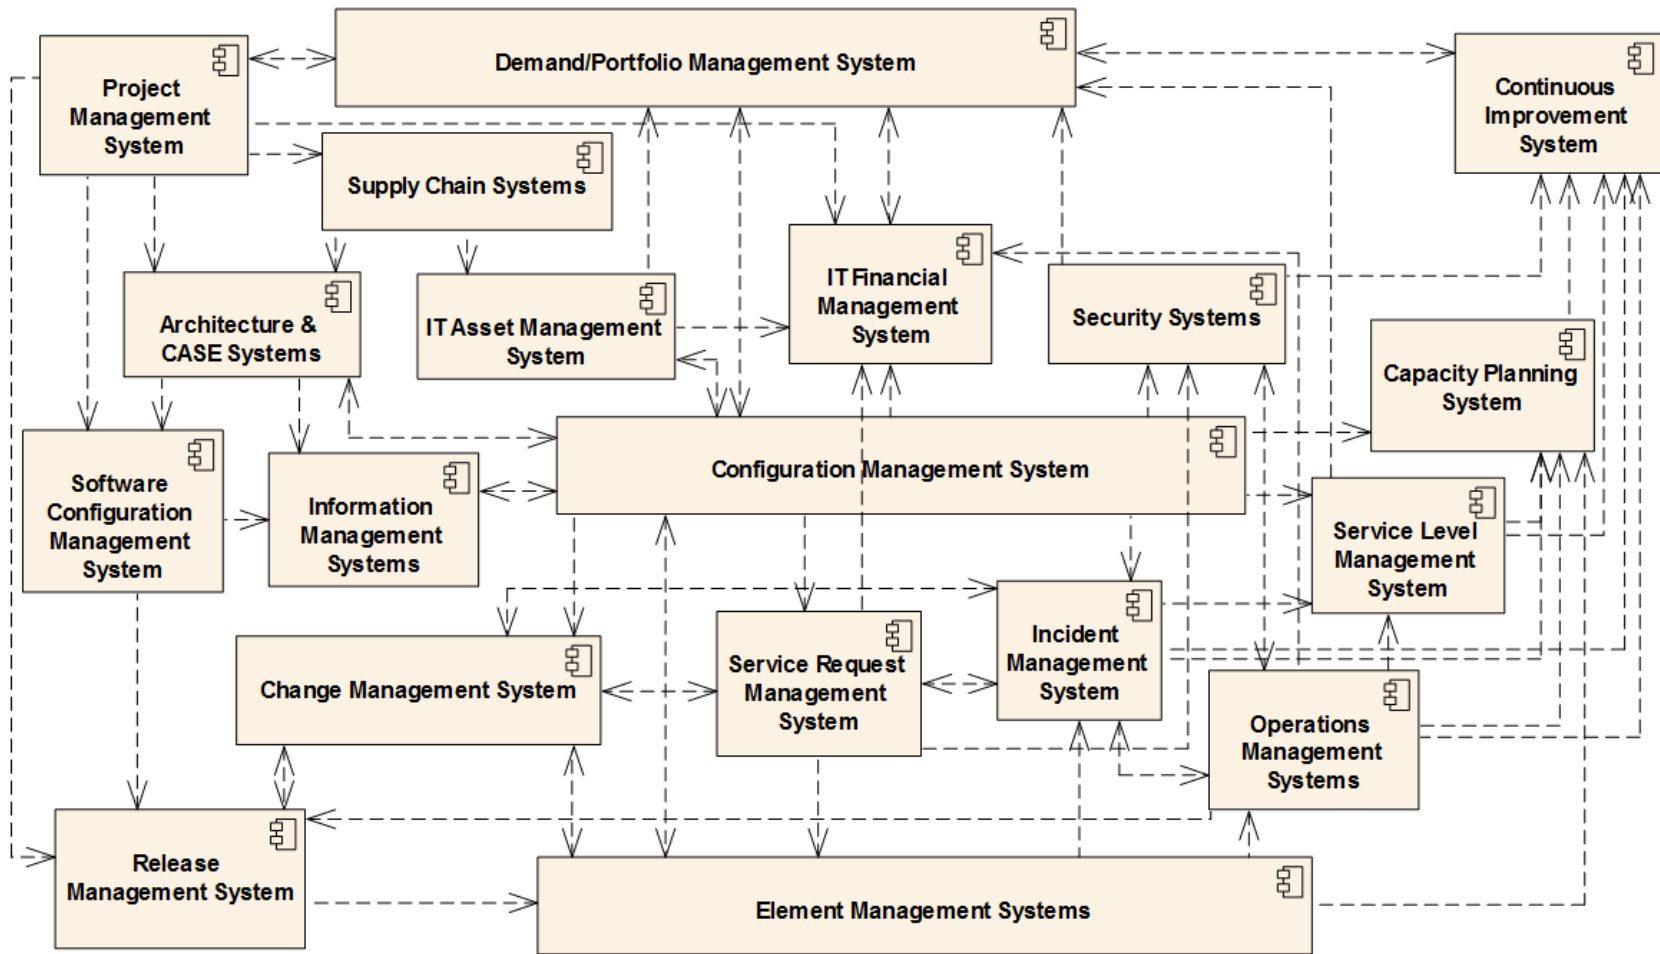 Demand/Portfolio Management System
Project
Management
System
Continuous
Improvement
System
Supply Chain Systems
Architecture &
CASE Systems
IT Asset Management
System
IT Financial
Management
System
Security Systems
Capacity Planning
System
Configuration Management System
Software
Configuration
Management
System
Information
Management
Systems
Service Level
Management
System
Change Management System
Service Request
Management
System
Incident
Management
System
Operations
Management
Systems
Release
Management System
Element Management Systems